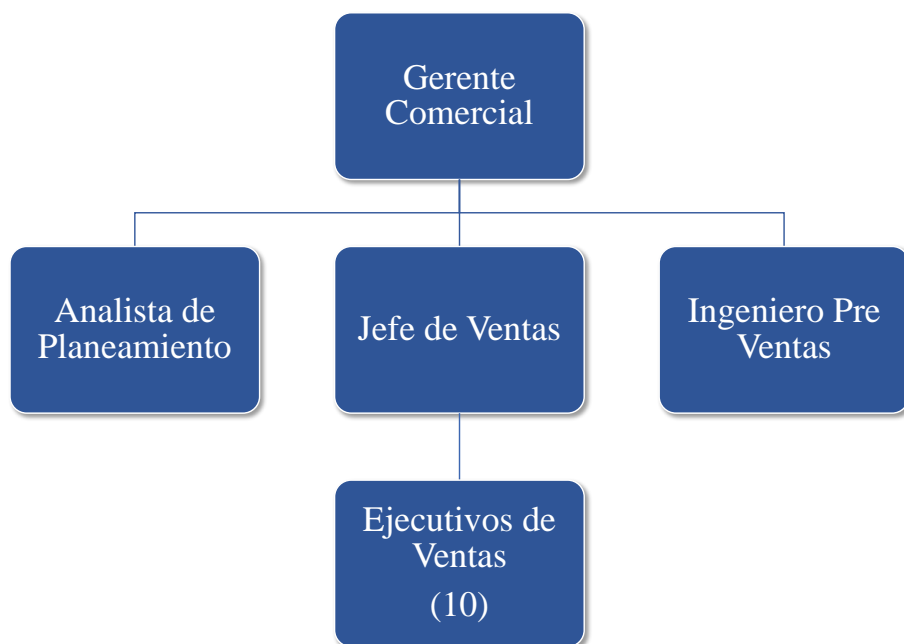 Gerente
Comercial
Analista de
Planeamiento
Jefe de Ventas
Ingeniero Pre
Ventas
Ejecutivos de
Ventas
(10)